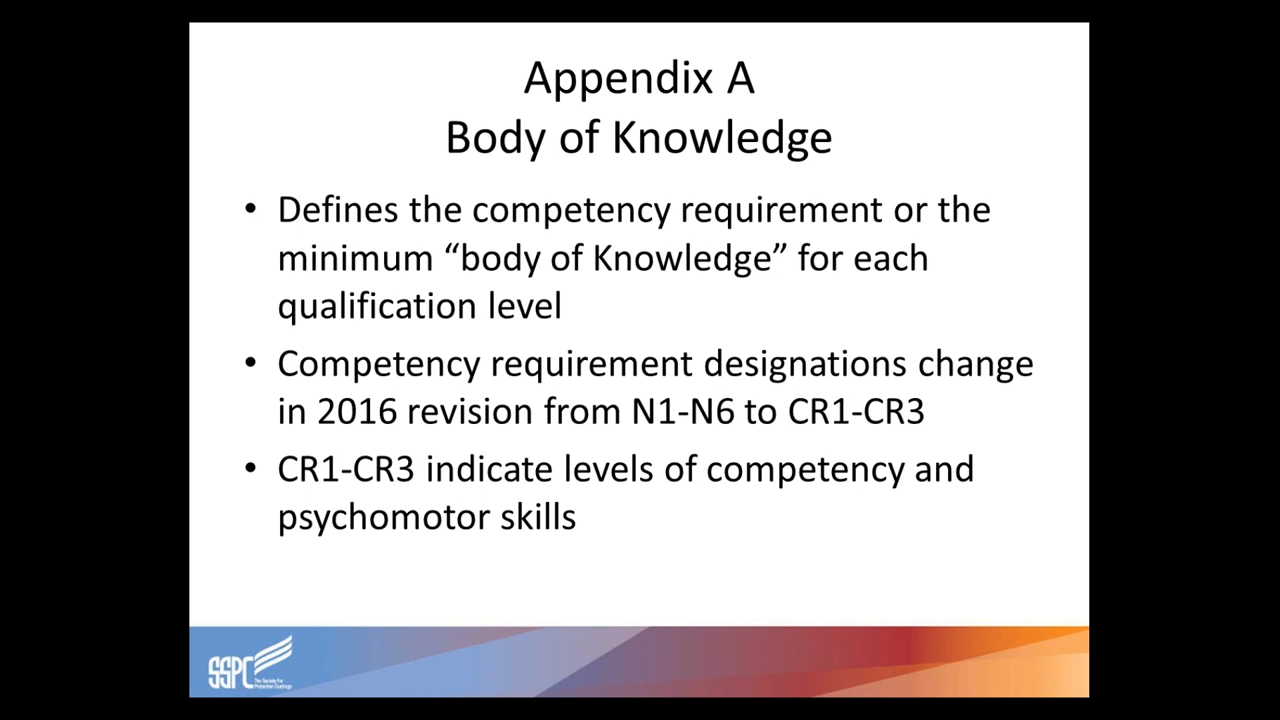 Appendix A
Body of Knowledge
• Defines the competency requirement or the
minimum “body of Knowledge” for each
qualification level
• Competency requirement designations change
in 2016 revision from N1-N6 to CR1-CR3
• CR1-CR3 indicate levels of competency and
psychomotor skills
SSPC
The Society for
Protective Coatings